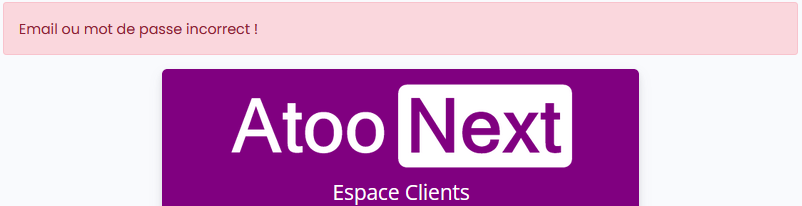 Email ou mot de passe incorrect !
Atoo Next
Espace Clients